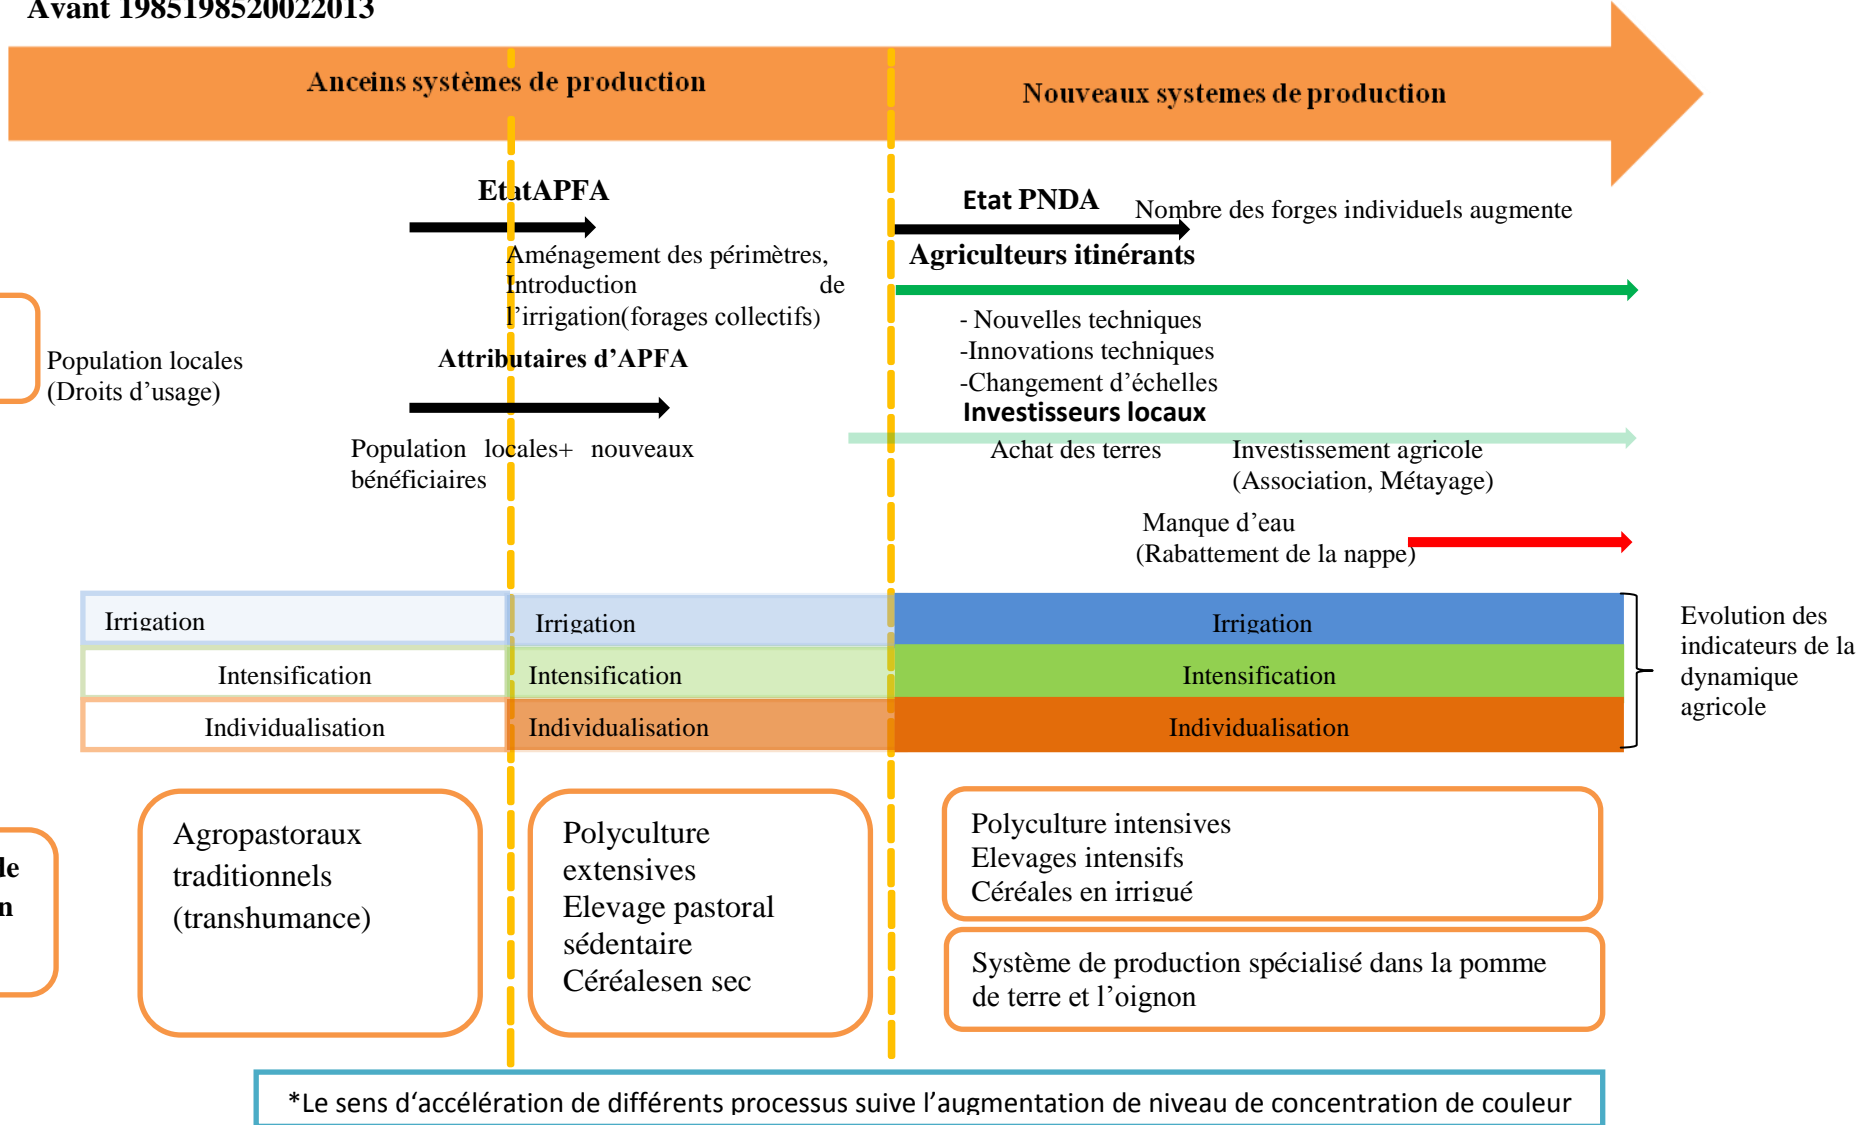 Avant 1985198520022013
Anceins systèmes de production
Nouveaux systemes de production
EtatAPFA
Etat PNDA
Nombre des forges individuels augmente
Aménagement des périmètres,
Introduction de
l’irrigation(forages collectifs)
Agriculteurs itinérants
- Nouvelles techniques
-Innovations techniques
-Changement d’échelles
Population locales
(Droits d’usage)
Attributaires d’APFA
Investisseurs locaux
Population locales+ nouveaux
bénéficiaires
Achat des terres
Investissement agricole
(Association, Métayage)
Manque d’eau
(Rabattement de la nappe)
Irrigation
Irrigation
Irrigation
Intensification
Intensification
Intensification
Individualisation
Individualisation
Individualisation
Evolution des
indicateurs de la
dynamique
agricole
Agropastoraux
traditionnels
(transhumance)
Polyculture
extensives
Elevage pastoral
sédentaire
Céréalesen sec
Polyculture intensives
Elevages intensifs
Céréales en irrigué
Système de production spécialisé dans la pomme
de terre et l’oignon
*Le sens d‘accélération de différents processus suive l’augmentation de niveau de concentration de couleur